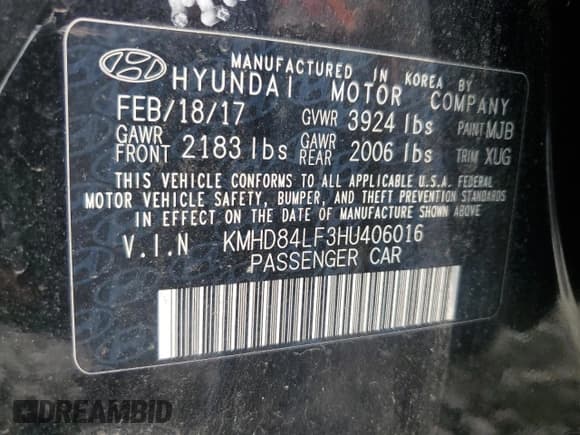 MANUFACTURED IN KOREA BY
HYUNDAI MOTOR COMPANY
FEB/18/17 GVWR 3924 lbs PAINT MJB
GAWR FRONT 2183 lbs GAWR REAR 2006 lbs TRIM XUG
THIS VEHICLE CONFORMS TO ALL APPLICABLE U.S.A. FEDERAL
MOTOR VEHICLE SAFETY, BUMPER, AND THEFT PREVENTION STANDARDS
IN EFFECT ON THE DATE OF MANUFACTURE SHOWN ABOVE
V.I.N KMHD84LF3HU406016
PASSENGER CAR
DREAMBID